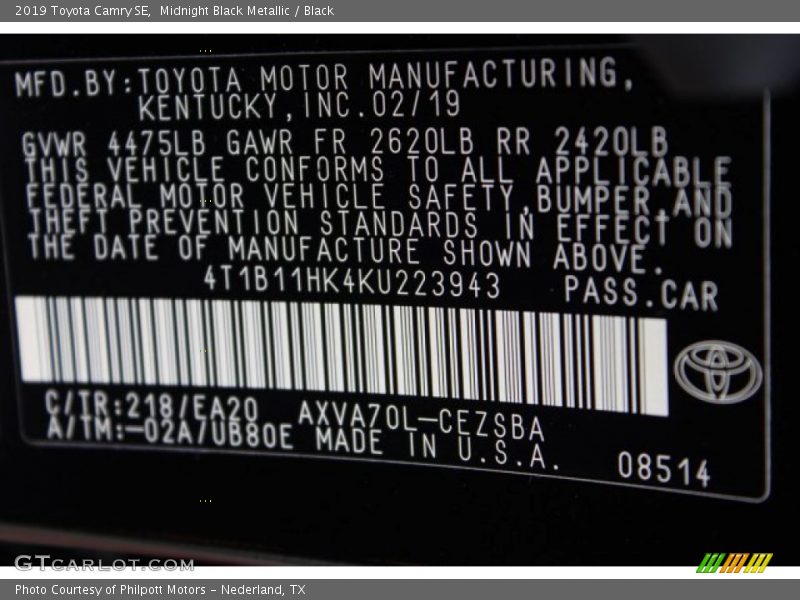 2019 Toyota Camry SE, Midnight Black Metallic / Black
MFD.BY:TOYOTA MOTOR MANUFACTURING,
KENTUCKY,INC.02/19
GVWR 4475LB GAWR FR 2620LB RR 2420LB
THIS VEHICLE CONFORMS TO ALL APPLICABLE
FEDERAL MOTOR VEHICLE SAFETY,BUMPER,AND
THEFT PREVENTION STANDARDS IN EFFECT ON
THE DATE OF MANUFACTURE SHOWN ABOVE.
4T1B11HK4KU223943 PASS.CAR
C/TR:218/EA20 AXVA70L-CEZSBA
A/TM:-02A/UB80E MADE IN U.S.A.
08514
GTCARLOT.COM
Photo Courtesy of Philpott Motors - Nederland, TX